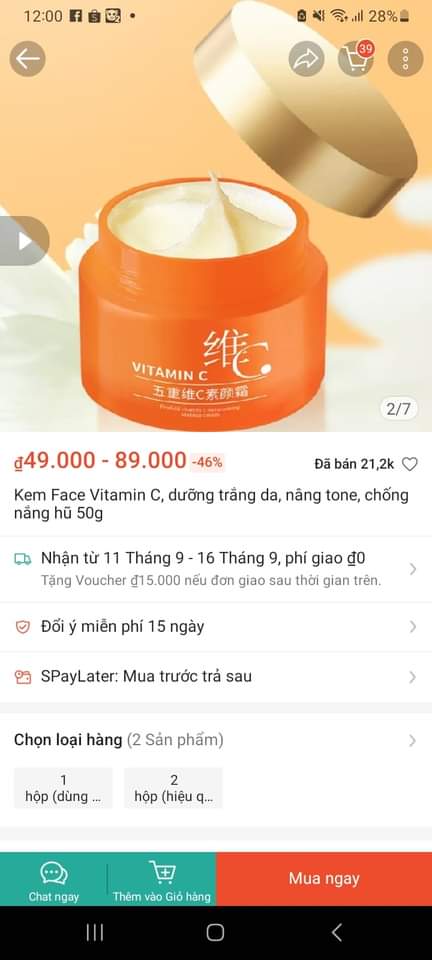 12:00
28%
39
维C
VITAMIN C
五重维C素颜霜
2/7
₫49.000 - 89.000 -46%
Đã bán 21,2k
Kem Face Vitamin C, dưỡng trắng da, nâng tone, chống
nắng hũ 50g
Nhận từ 11 Tháng 9 - 16 Tháng 9, phí giao ₫0
Tặng Voucher ₫15.000 nếu đơn giao sau thời gian trên.
Đổi ý miễn phí 15 ngày
SPayLater: Mua trước trả sau
Chọn loại hàng (2 Sản phẩm)
1
hộp (dùng ...
2
hộp (hiệu q...
Chat ngay
Thêm vào Giỏ hàng
Mua ngay